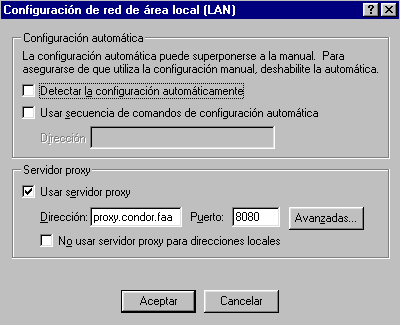 Configuración de red de área local (LAN)
Configuración automática
La configuración automática puede superponerse a la manual. Para
asegurarse de que utiliza la configuración manual, deshabilite la automática.
Detectar la configuración automáticamente
Usar secuencia de comandos de configuración automática
Dirección
Servidor proxy
Usar servidor proxy
Dirección: proxy.condor.faa Puerto: 8080 Avanzadas...
No usar servidor proxy para direcciones locales
Aceptar Cancelar